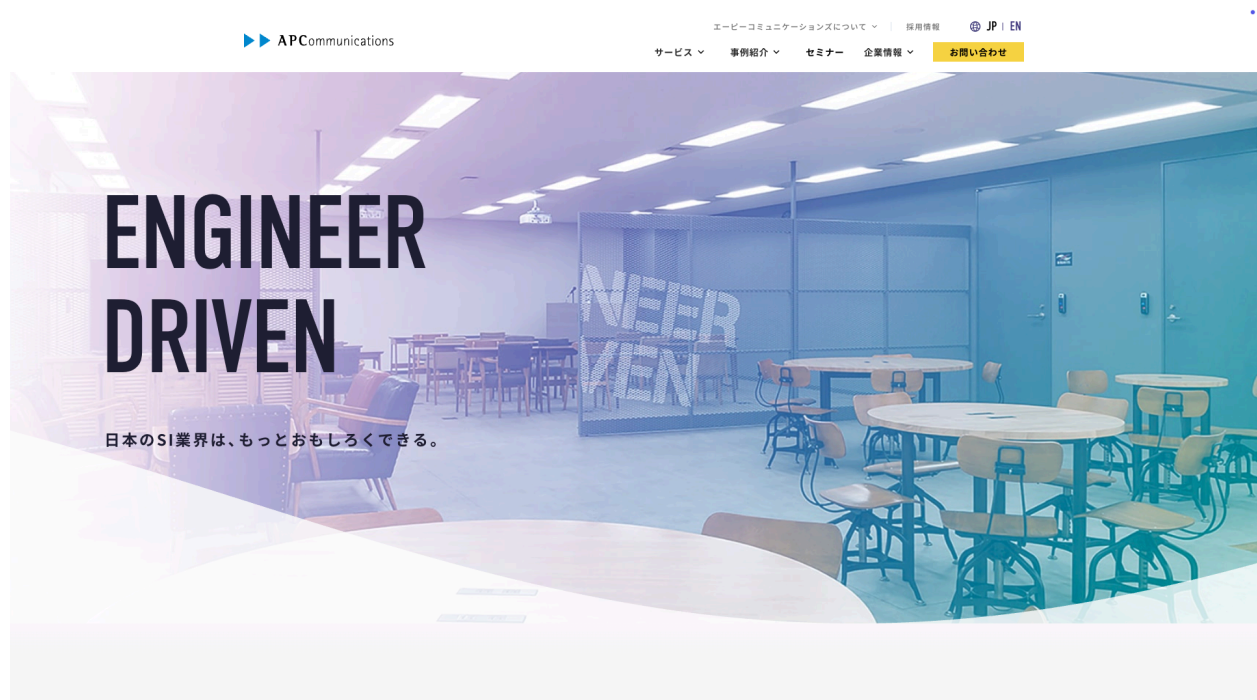 エーピーコミュニケーションズについて
採用情報
JP | EN
APCommunications
サービス
事例紹介
セミナー
企業情報
お問い合わせ
ENGINEER
DRIVEN
NEER
VEN
日本のSI業界は、もっとおもしろくできる。